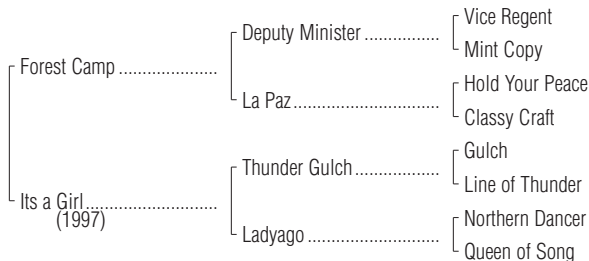 Vice Regent
Deputy Minister ................
Mint Copy
Forest Camp .....................
Hold Your Peace
La Paz...............................
Classy Craft
Gulch
Thunder Gulch..................
Line of Thunder
Its a Girl............................
(1997)
Northern Dancer
Ladyago ............................
Queen of Song